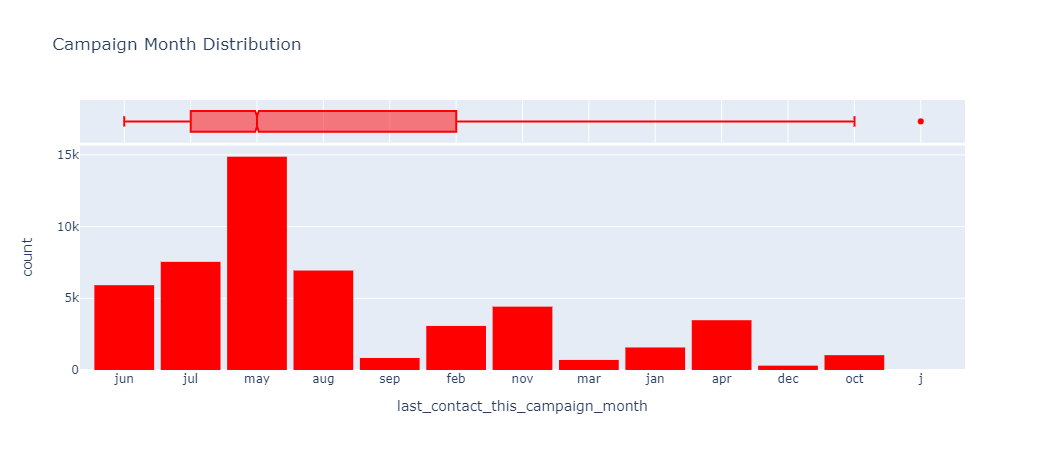 Campaign Month Distribution
15k
10k
5k
0
count
jun jul may aug sep feb nov mar jan apr dec oct j
last_contact_this_campaign_month